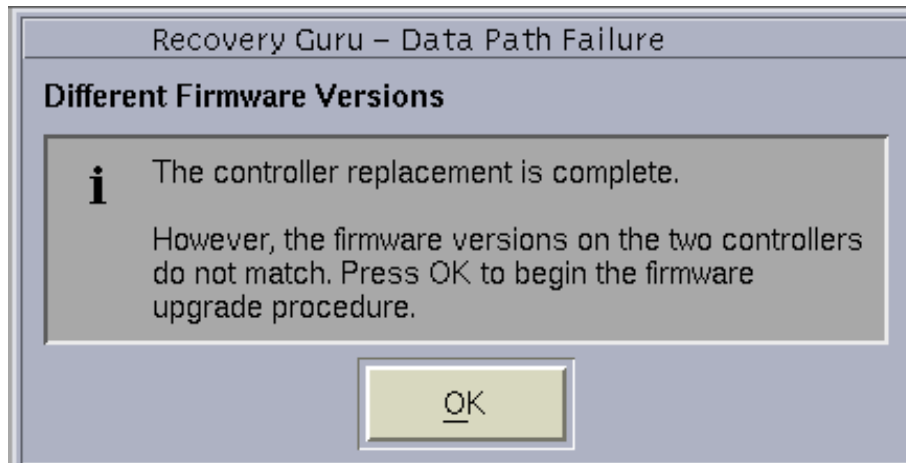 Recovery Guru – Data Path Failure
Different Firmware Versions
i
The controller replacement is complete.
However, the firmware versions on the two controllers
do not match. Press OK to begin the firmware
upgrade procedure.
OK